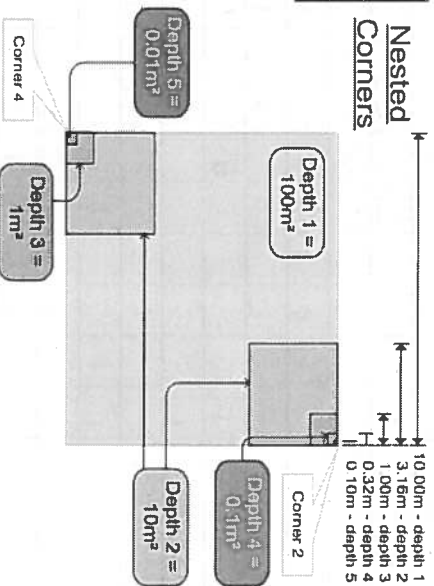 Nested
Corners
10.00m - depth 1
3.16m - depth 2
1.00m - depth 3
0.32m - depth 4
0.10m - depth 5
Depth 1 =
100m²
Corner 2
Depth 5 =
0.01m²
Corner 4
Depth 3 =
1m²
Depth 4 =
0.1m²
Depth 2 =
10m²